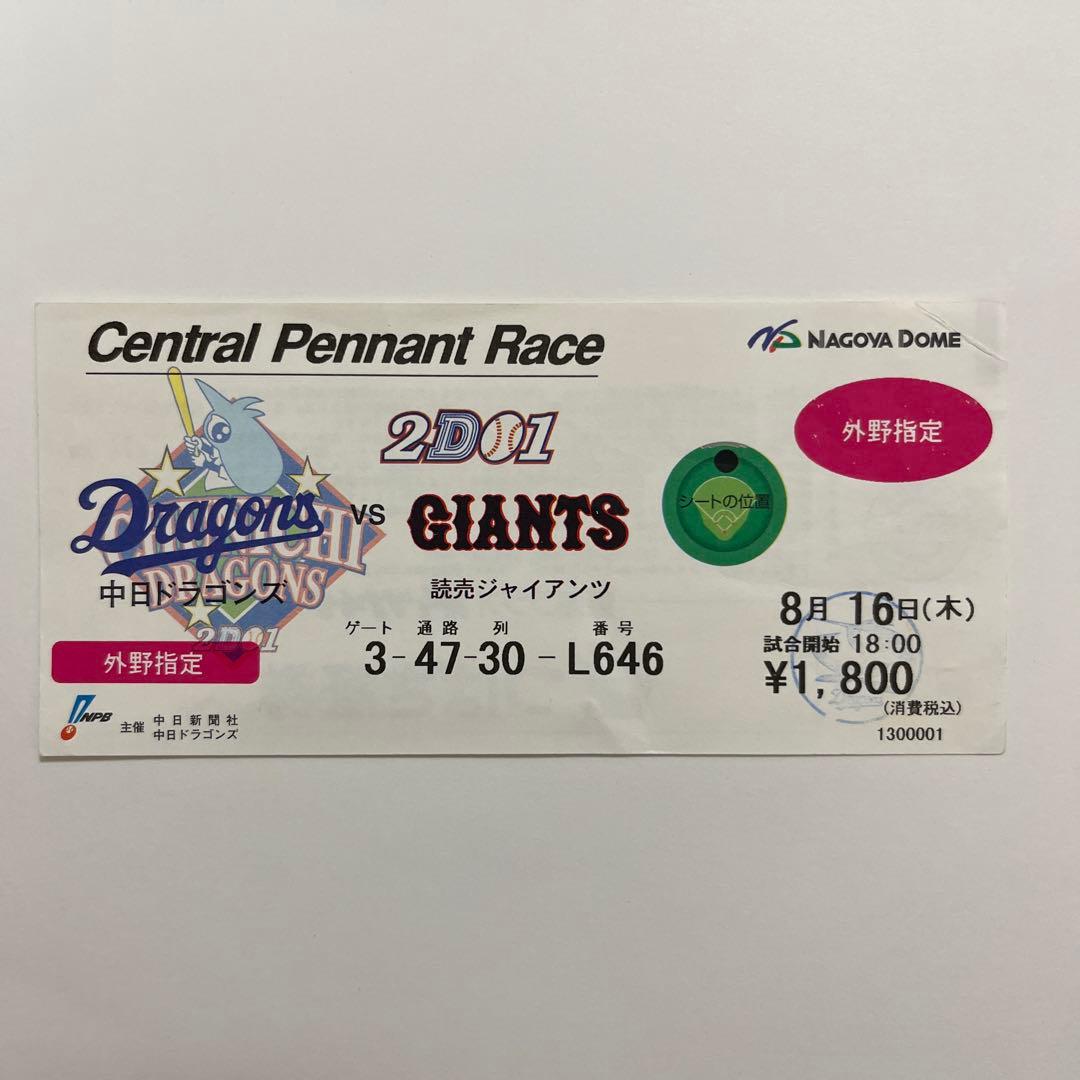 Central Pennant Race
NAGOYA DOME
外野指定
2D01
Dragons vs GIANTS
シートの位置
CHUNICHI
DRAGONS
2D01
中日ドラゴンズ
読売ジャイアンツ
8月 16日(木)
試合開始 18:00
¥1,800
(消費税込)
1300001
ゲート 通路 列 番号
3-47-30-L646
外野指定
NPB
主催 中日新聞社
中日ドラゴンズ